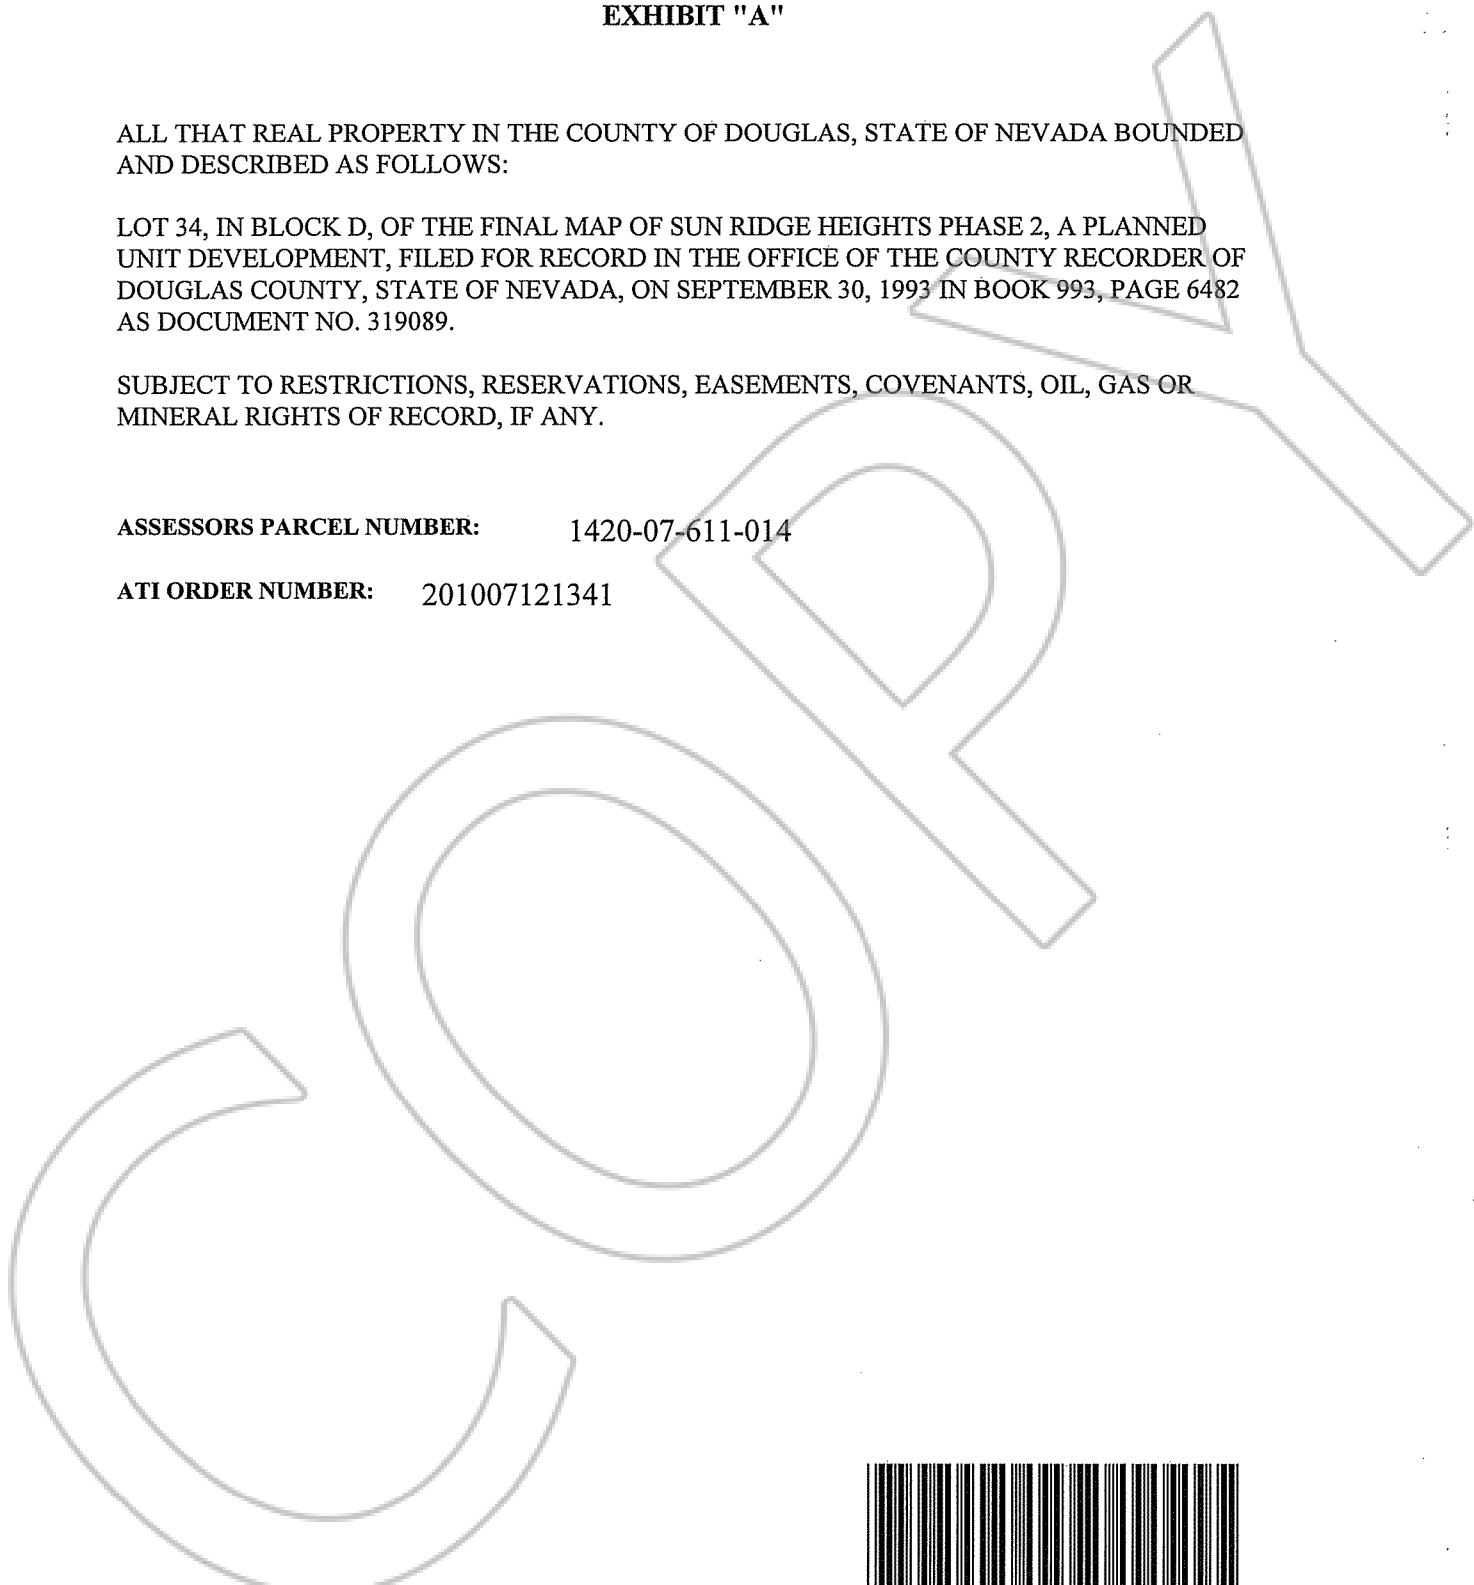 EXHIBIT "A"
ALL THAT REAL PROPERTY IN THE COUNTY OF DOUGLAS, STATE OF NEVADA BOUNDED
AND DESCRIBED AS FOLLOWS:
LOT 34, IN BLOCK D, OF THE FINAL MAP OF SUN RIDGE HEIGHTS PHASE 2, A PLANNED
UNIT DEVELOPMENT, FILED FOR RECORD IN THE OFFICE OF THE COUNTY RECORDER OF
DOUGLAS COUNTY, STATE OF NEVADA, ON SEPTEMBER 30, 1993 IN BOOK 993, PAGE 6482
AS DOCUMENT NO. 319089.
SUBJECT TO RESTRICTIONS, RESERVATIONS, EASEMENTS, COVENANTS, OIL, GAS OR
MINERAL RIGHTS OF RECORD, IF ANY.
ASSESSORS PARCEL NUMBER: 1420-07-611-014
ATI ORDER NUMBER: 201007121341
COPY